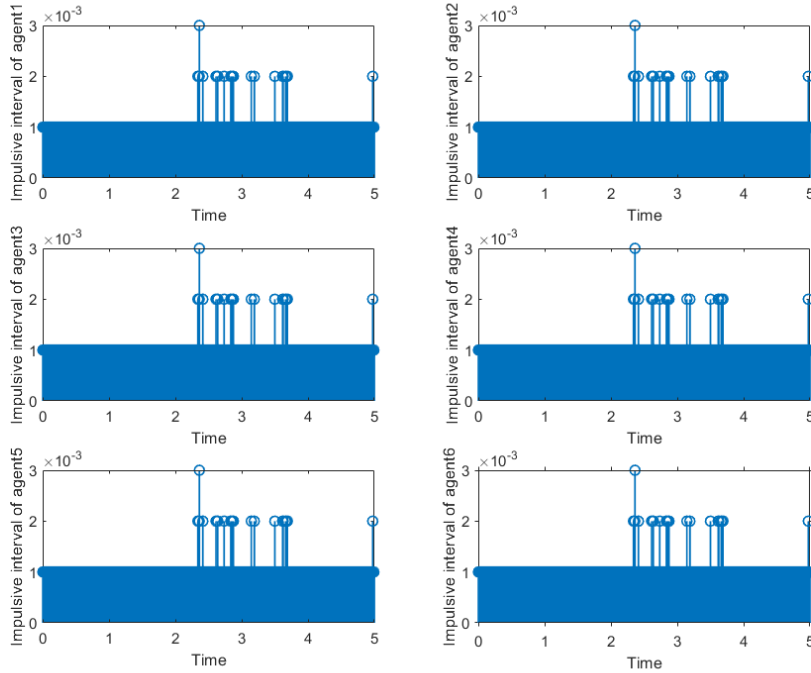 ×10⁻³ ×10⁻³
Impulsive interval of agent1
3
2
1
0
0 1 2 3 4 5
Time
Impulsive interval of agent2
3
2
1
0
0 1 2 3 4 5
Time
×10⁻³ ×10⁻³
Impulsive interval of agent3
3
2
1
0
0 1 2 3 4 5
Time
Impulsive interval of agent4
3
2
1
0
0 1 2 3 4 5
Time
×10⁻³ ×10⁻³
Impulsive interval of agent5
3
2
1
0
0 1 2 3 4 5
Time
Impulsive interval of agent6
3
2
1
0
0 1 2 3 4 5
Time